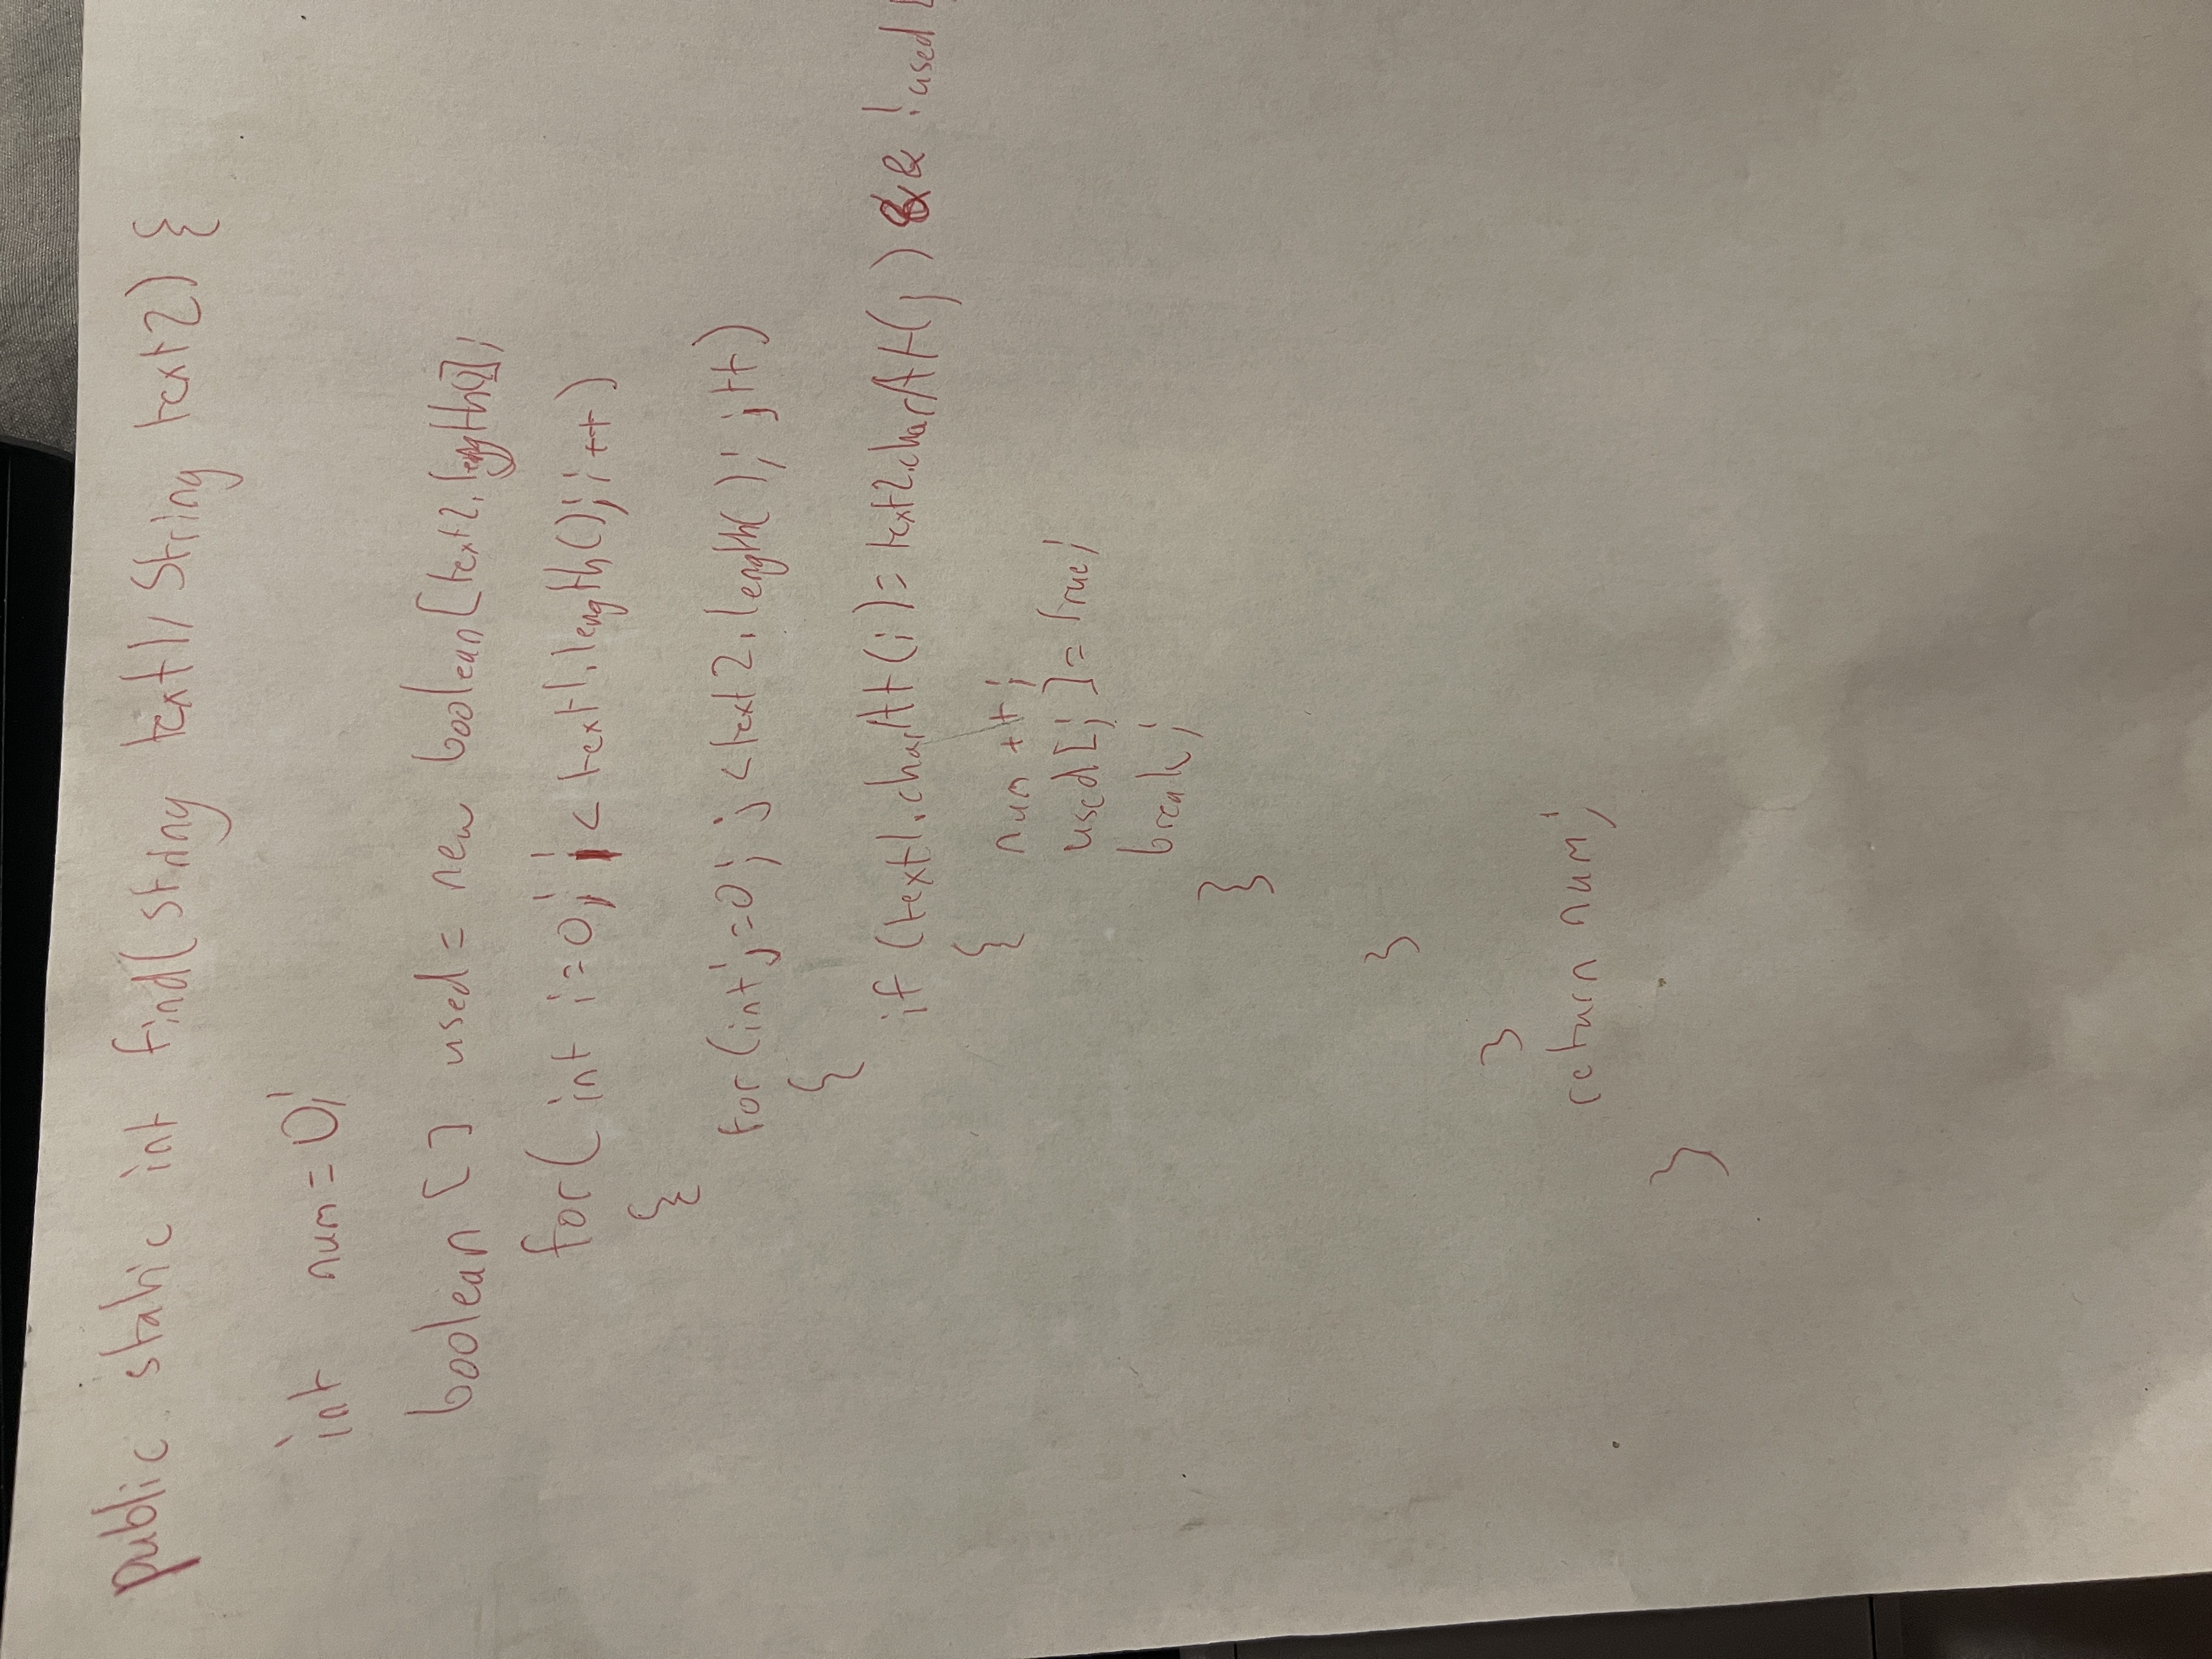 public static int find(String text1, String text2) {
int num = 0;
boolean [ ] used = new boolean[text2.length()];
for( int i=0; i < text1.length(); i++)
{
for (int j=0; j <text2.length(); j++)
{
if (text1.charAt(i)= text2.charAt(j) && !used[
{ num ++;
used[j]= true;
break;
}
}
}
return num;
}